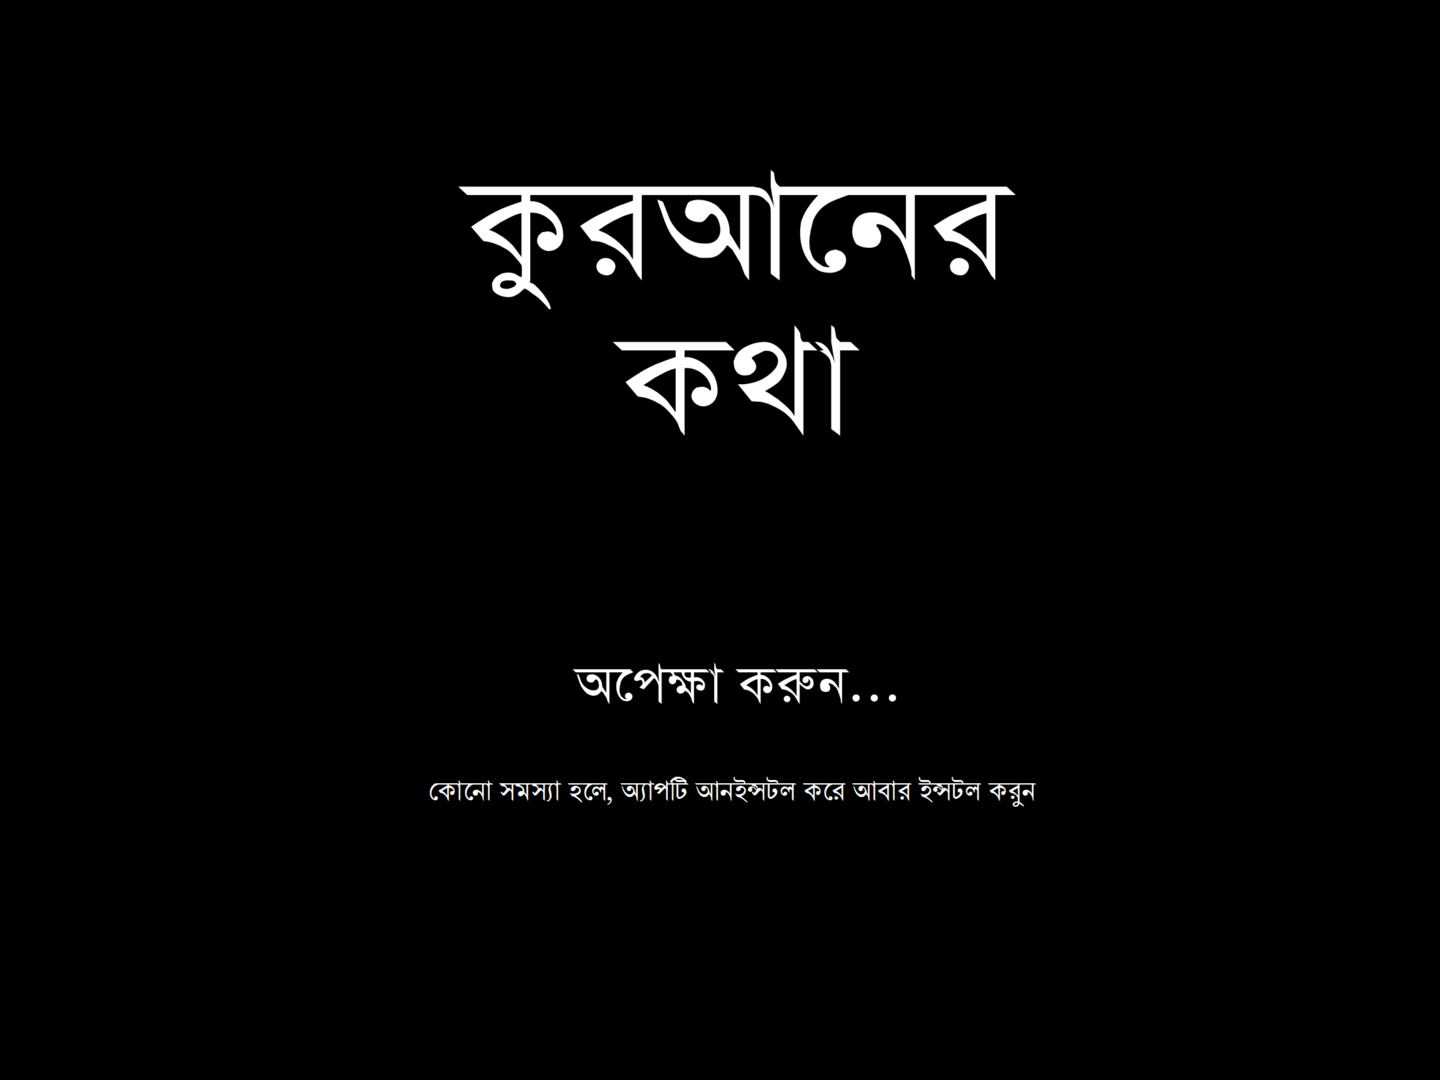 কুরআনের
কথা
অপেক্ষা করুন...
কোনো সমস্যা হলে, অ্যাপটি আনইন্সটল করে আবার ইন্সটল করুন